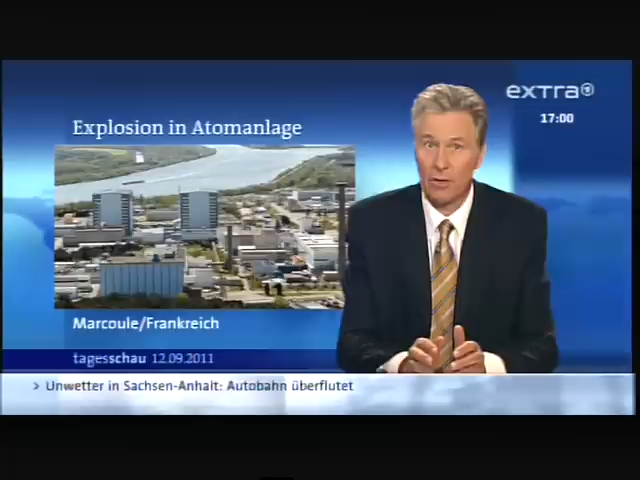 extra
17:00
Explosion in Atomanlage
Marcoule/Frankreich
tagesschau 12.09.2011
> Unwetter in Sachsen-Anhalt: Autobahn überflutet